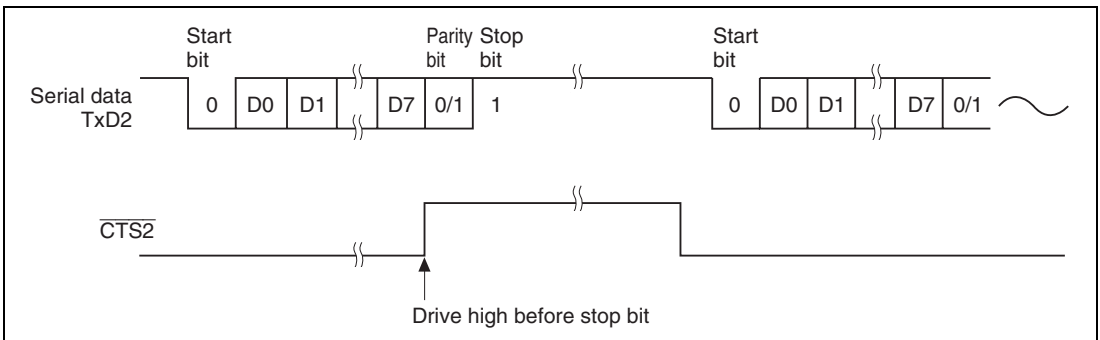 Start bit
Parity bit
Stop bit
Start bit
Serial data TxD2
0 D0 D1 D7 0/1 1 0 D0 D1 D7 0/1
CTS2
Drive high before stop bit